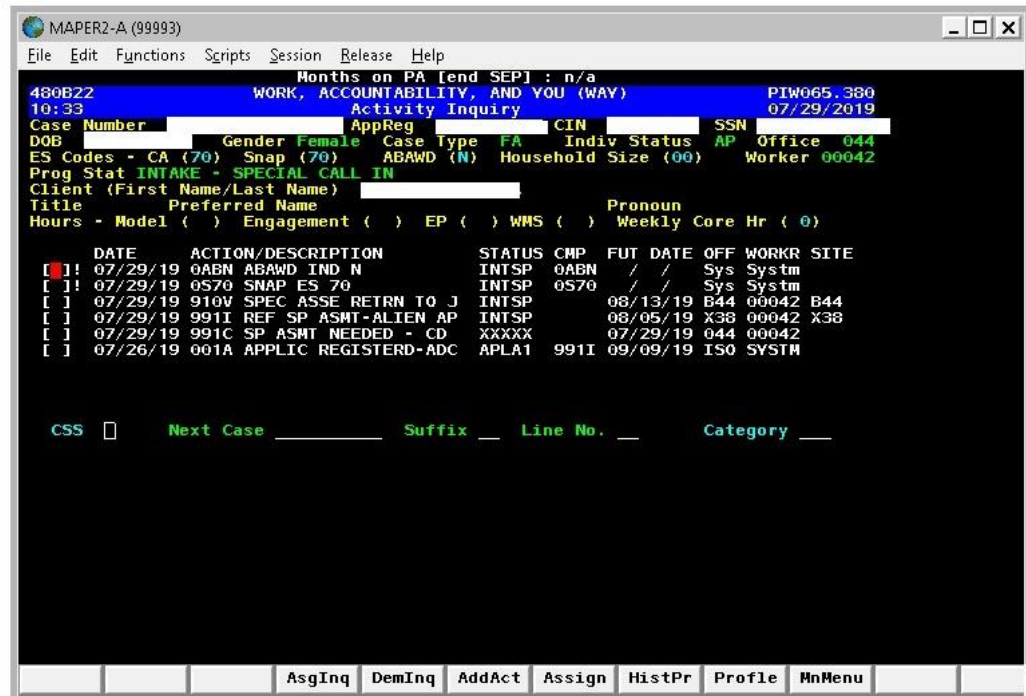 MAPER2-A (99993)
File Edit Functions Scripts Session Release Help
Months on PA [end SEP] : n/a
480B22 WORK, ACCOUNTABILITY, AND YOU (WAY) PIW065.380
10:33 Activity Inquiry 07/29/2019
Case Number AppReg CIN SSN
DOB Gender Female Case Type FA Indiv Status AP Office 044
ES Codes - CA (70) Snap (70) ABAWD (N) Household Size (00) Worker 00042
Prog Stat INTAKE - SPECIAL CALL IN
Client (First Name/Last Name)
Title Preferred Name Pronoun
Hours - Model ( ) Engagement ( ) EP ( ) WMS ( ) Weekly Core Hr ( 0)
DATE ACTION/DESCRIPTION STATUS CMP FUT DATE OFF WORKR SITE
[ ]! 07/29/19 0ABN ABAWD IND N INTSP 0ABN / / Sys Systm
[ ]! 07/29/19 0S70 SNAP ES 70 INTSP 0S70 / / Sys Systm
[ ] 07/29/19 910V SPEC ASSE RETRN TO J INTSP 08/13/19 B44 00042 B44
[ ] 07/29/19 991I REF SP ASMT-ALIEN AP INTSP 08/05/19 X38 00042 X38
[ ] 07/29/19 991C SP ASMT NEEDED - CD XXXXX 07/29/19 044 00042
[ ] 07/26/19 001A APPLIC REGISTERD-ADC APLA1 991I 09/09/19 ISO SYSTM
CSS Next Case __________ Suffix __ Line No. __ Category ___
AsgInq DemInq AddAct Assign HistPr Profle MnMenu